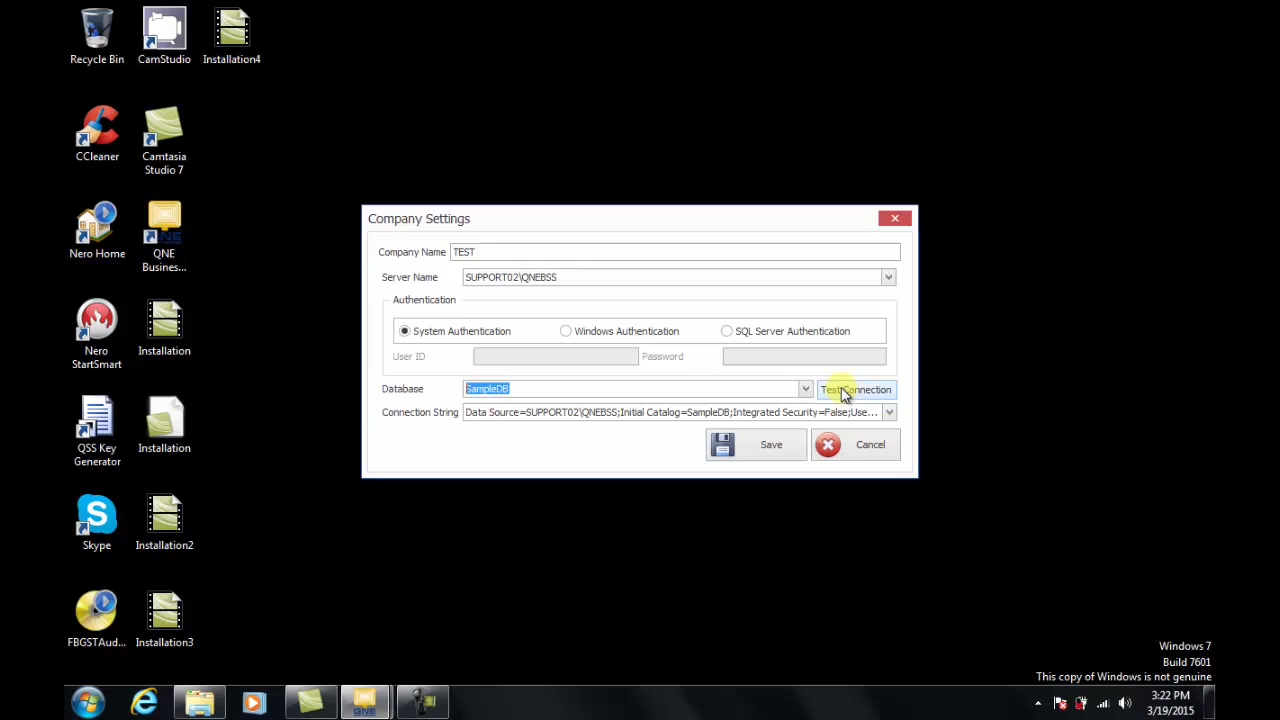 Recycle Bin
CamStudio
Installation4
CCleaner
Camtasia
Studio 7
Nero Home
QNE
Busines...
Nero
StartSmart
Installation
QSS Key
Generator
Installation
Skype
Installation2
FBGSTAud...
Installation3
Company Settings
Company Name TEST
Server Name SUPPORT02\QNEBSS
Authentication
System Authentication Windows Authentication SQL Server Authentication
User ID Password
Database SampleDB Test Connection
Connection String Data Source=SUPPORT02\QNEBSS;Initial Catalog=SampleDB;Integrated Security=False;Use...
Save Cancel
Windows 7
Build 7601
This copy of Windows is not genuine
3:22 PM
3/19/2015